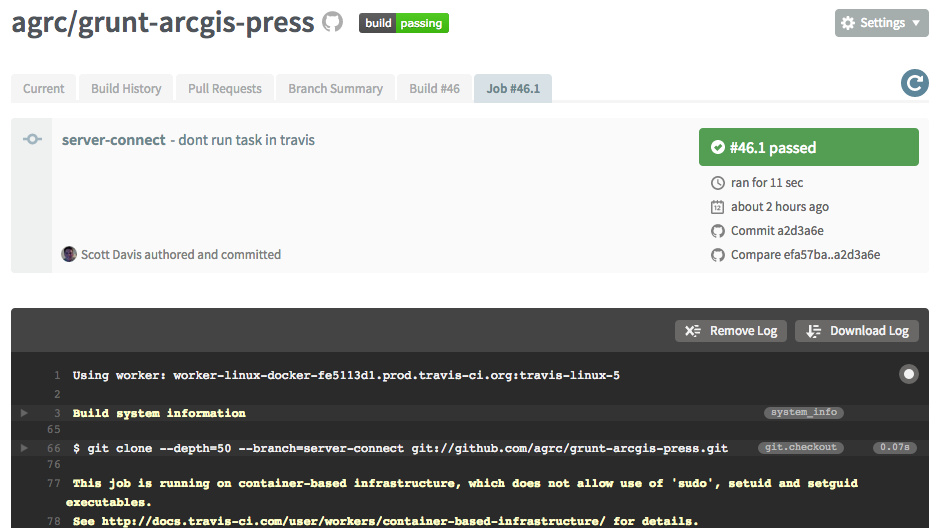 agrc/grunt-arcgis-press build passing Settings
Current Build History Pull Requests Branch Summary Build #46 Job #46.1
server-connect - dont run task in travis
#46.1 passed
ran for 11 sec
12 about 2 hours ago
Commit a2d3a6e
Scott Davis authored and committed
Compare efa57ba..a2d3a6e
Remove Log Download Log
1 Using worker: worker-linux-docker-fe5113d1.prod.travis-ci.org:travis-linux-5
2
3 Build system information system_info
65
66 $ git clone --depth=50 --branch=server-connect git://github.com/agrc/grunt-arcgis-press.git git.checkout 0.07s
76
77 This job is running on container-based infrastructure, which does not allow use of 'sudo', setuid and setguid
executables.
78 See http://docs.travis-ci.com/user/workers/container-based-infrastructure/ for details.